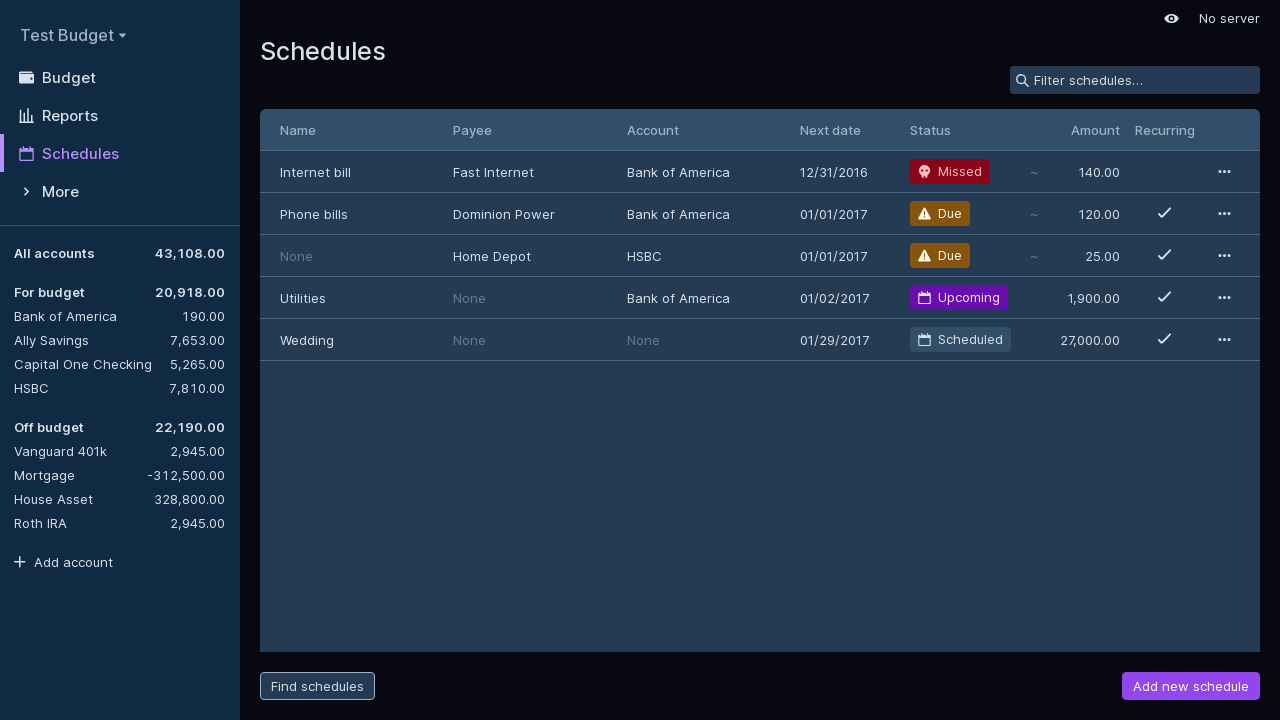 Test Budget
Budget
Reports
Schedules
More
All accounts 43,108.00
For budget 20,918.00
Bank of America 190.00
Ally Savings 7,653.00
Capital One Checking 5,265.00
HSBC 7,810.00
Off budget 22,190.00
Vanguard 401k 2,945.00
Mortgage -312,500.00
House Asset 328,800.00
Roth IRA 2,945.00
Add account
No server
Schedules
Filter schedules…
Name Payee Account Next date Status Amount Recurring
Internet bill Fast Internet Bank of America 12/31/2016 Missed ~ 140.00
Phone bills Dominion Power Bank of America 01/01/2017 Due ~ 120.00
None Home Depot HSBC 01/01/2017 Due ~ 25.00
Utilities None Bank of America 01/02/2017 Upcoming 1,900.00
Wedding None None 01/29/2017 Scheduled 27,000.00
Find schedules
Add new schedule